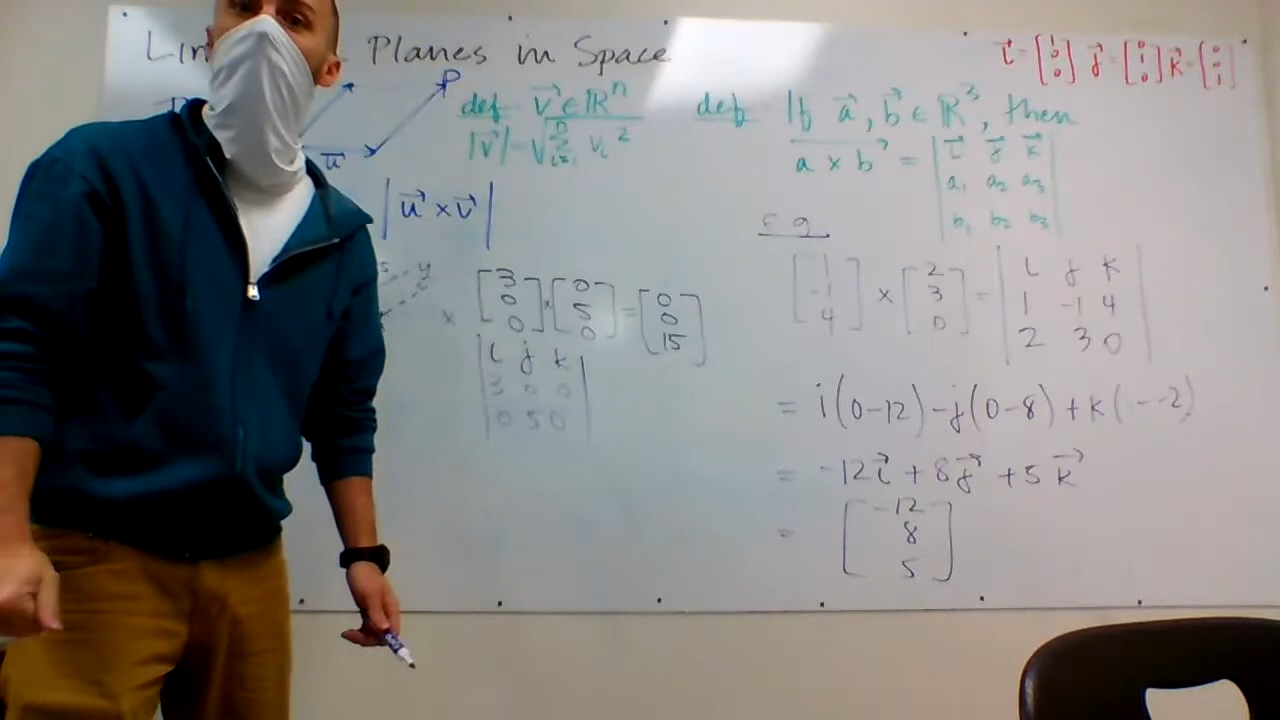 Lin Planes in Space
i⃗ = [1 0 0] j⃗ = [0 1 0] k⃗ = [0 0 1]
P
u⃗
|u⃗ × v⃗|
def v⃗ ∈ ℝⁿ
|v⃗| = √∑ᵢ₌₁ⁿ vᵢ²
def If a⃗, b⃗ ∈ ℝ³, then
a × b⃗ = | i⃗ j⃗ k⃗ |
a₁ a₂ a₃
b₁ b₂ b₃
y
× [3 0 0] × [0 5 0] = [0 0 15]
| i j k |
3 0 0
0 5 0
e.g.
[1 -1 4] × [2 3 0] = | i j k |
1 -1 4
2 3 0
= i(0-12) - j(0-8) + k( - -2)
= -12i⃗ + 8j⃗ + 5k⃗
= [-12 8 5]